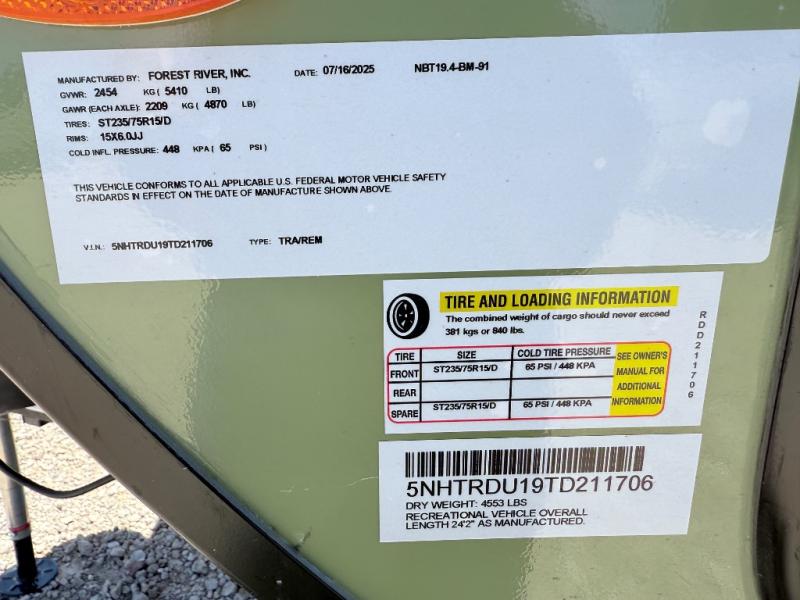 MANUFACTURED BY: FOREST RIVER, INC. DATE: 07/16/2025 NBT19.4-BM-91
GVWR: 2454 KG ( 5410 LB)
GAWR (EACH AXLE): 2209 KG ( 4870 LB)
TIRES: ST235/75R15/D
RIMS: 15X6.0JJ
COLD INFL. PRESSURE: 448 KPA ( 65 PSI )
THIS VEHICLE CONFORMS TO ALL APPLICABLE U.S. FEDERAL MOTOR VEHICLE SAFETY
STANDARDS IN EFFECT ON THE DATE OF MANUFACTURE SHOWN ABOVE.
V.I.N.: 5NHTRDU19TD211706 TYPE: TRA/REM
TIRE AND LOADING INFORMATION
The combined weight of cargo should never exceed
381 kgs or 840 lbs.
TIRE SIZE COLD TIRE PRESSURE
FRONT ST235/75R15/D 65 PSI / 448 KPA
REAR
SPARE ST235/75R15/D 65 PSI / 448 KPA
SEE OWNER'S
MANUAL FOR
ADDITIONAL
INFORMATION
RDD211706
5NHTRDU19TD211706
DRY WEIGHT: 4553 LBS
RECREATIONAL VEHICLE OVERALL
LENGTH 24'2" AS MANUFACTURED.